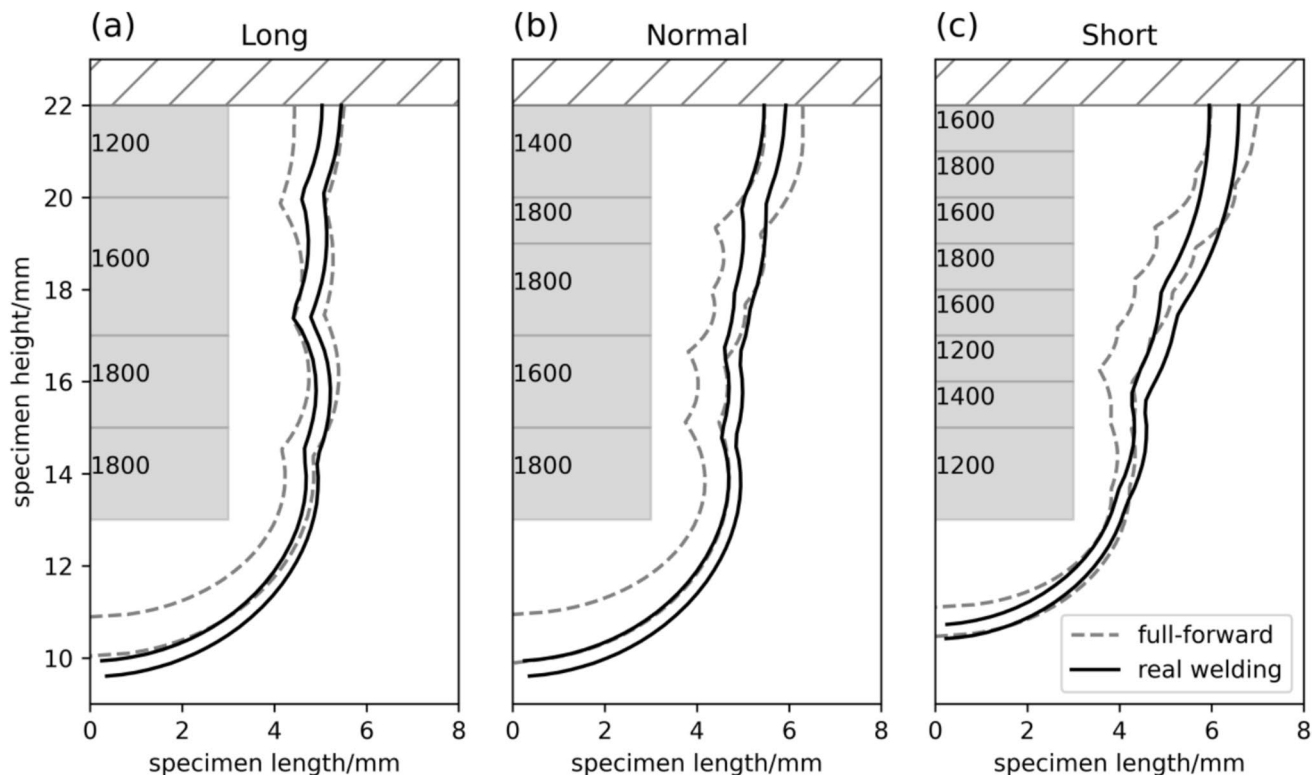 (a) Long
(b) Normal
(c) Short
specimen height/mm
22
20
18
16
14
12
10
1200
1600
1800
1800
1400
1800
1800
1600
1800
1600
1800
1600
1800
1600
1200
1400
1200
full-forward
real welding
0 2 4 6 8
0 2 4 6 8
0 2 4 6 8
specimen length/mm
specimen length/mm
specimen length/mm